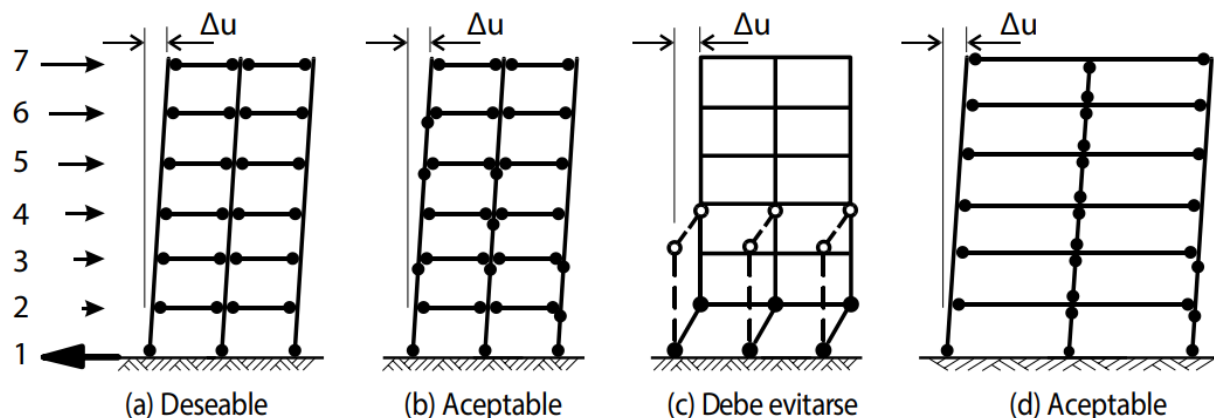 Δu
Δu
Δu
Δu
7
6
5
4
3
2
1
(a) Deseable
(b) Aceptable
(c) Debe evitarse
(d) Aceptable